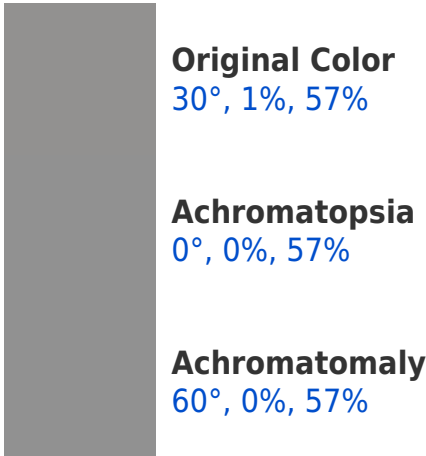 Original Color
30°, 1%, 57%
Achromatopsia
0°, 0%, 57%
Achromatomaly
60°, 0%, 57%